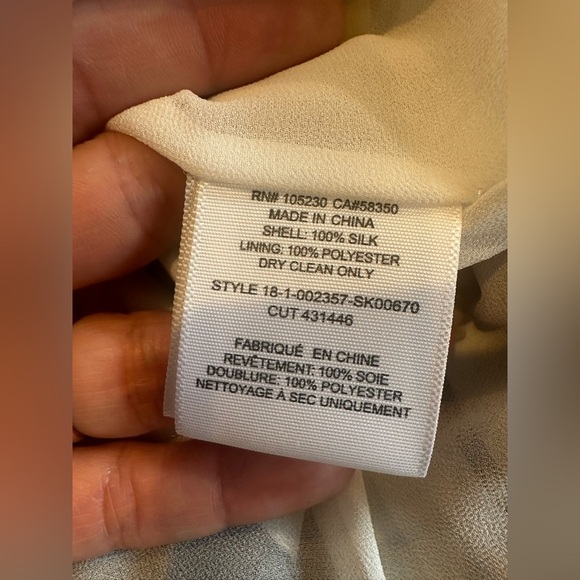 RN# 105230 CA#58350
MADE IN CHINA
SHELL: 100% SILK
LINING: 100% POLYESTER
DRY CLEAN ONLY
STYLE 18-1-002357-SK00670
CUT 431446
FABRIQUÉ EN CHINE
REVÊTEMENT: 100% SOIE
DOUBLURE: 100% POLYESTER
NETTOYAGE À SEC UNIQUEMENT